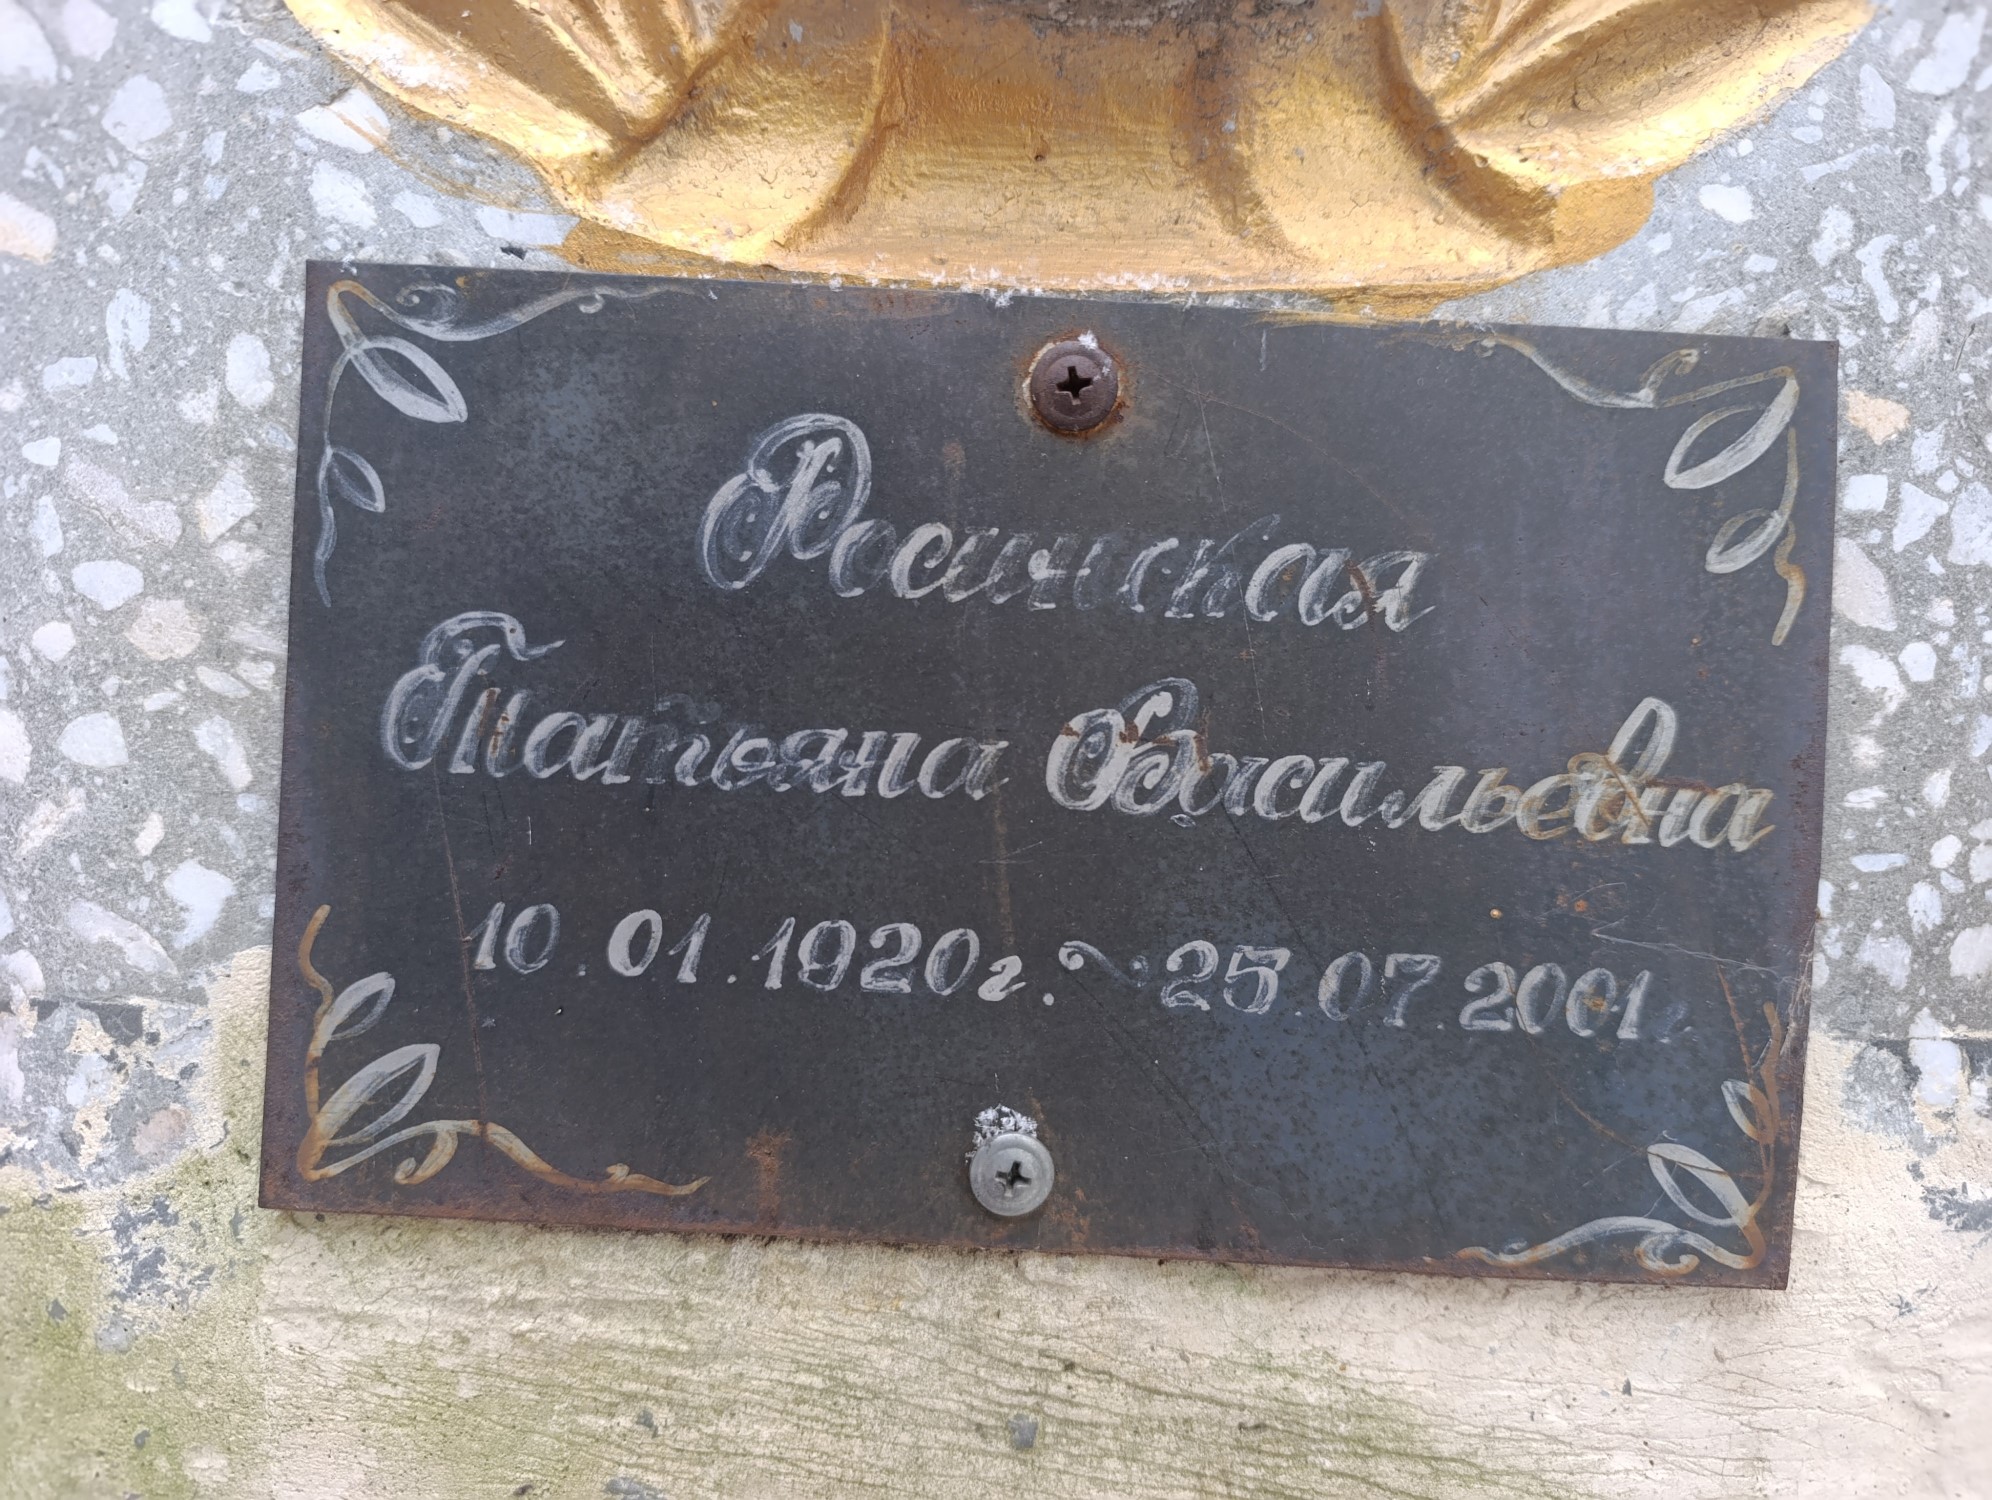 Росинская
Татьяна Васильевна
10.01.1920г. ~ 25.07.2001